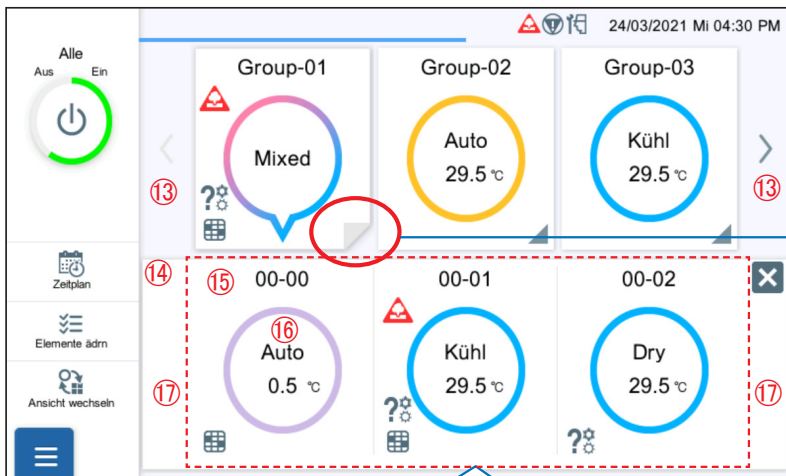 24/03/2021 Mi 04:30 PM
Alle
Aus Ein
Group-01
Group-02
Group-03
Mixed
Auto
29.5 °C
Kühl
29.5 °C
⑬
⑬
Zeitplan
Elemente ädrn
Ansicht wechseln
⑭
⑮
00-00
00-01
00-02
⑯
Auto
0.5 °C
Kühl
29.5 °C
Dry
29.5 °C
⑰
⑰